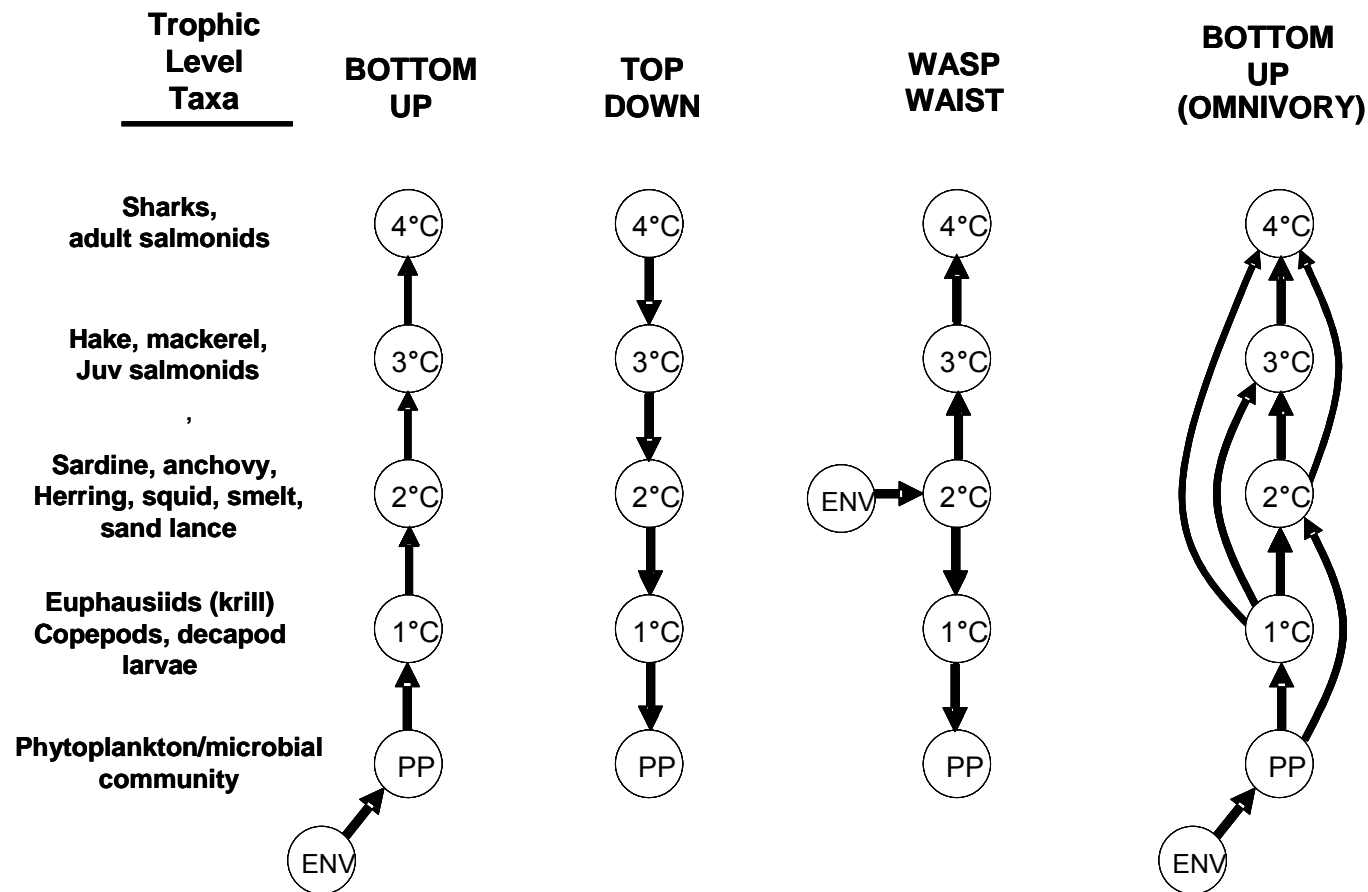 Trophic
Level
Taxa
BOTTOM
UP
TOP
DOWN
WASP
WAIST
BOTTOM
UP
(OMNIVORY)
Sharks,
adult salmonids
4°C
4°C
4°C
4°C
Hake, mackerel,
Juv salmonids
,
3°C
3°C
3°C
3°C
Sardine, anchovy,
Herring, squid, smelt,
sand lance
2°C
2°C
ENV
2°C
2°C
Euphausiids (krill)
Copepods, decapod
larvae
1°C
1°C
1°C
1°C
Phytoplankton/microbial
community
PP
PP
PP
PP
ENV
ENV